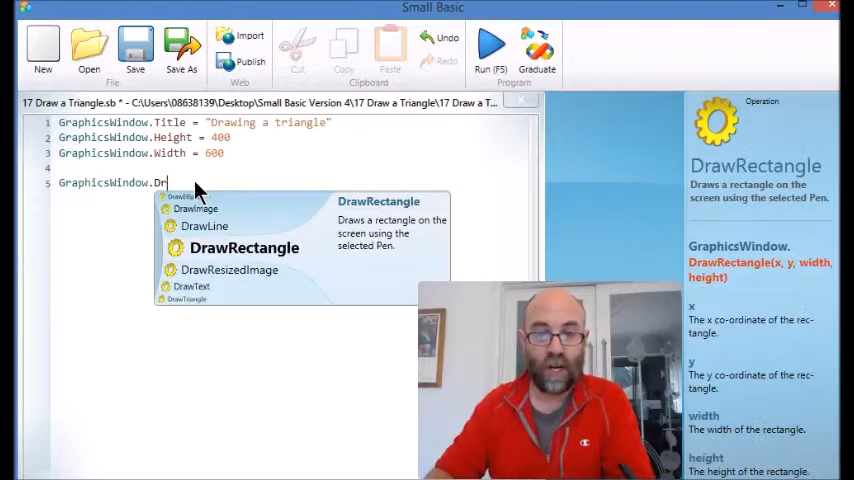 Small Basic
New
Open
Save
Save As
Import
Publish
Cut
Copy
Paste
Undo
Redo
Run (F5)
Graduate
File
Web
Clipboard
Program
17 Draw a Triangle.sb * - C:\Users\08638139\Desktop\Small Basic Version 4\17 Draw a Triangle\17 Draw a T...
1 GraphicsWindow.Title = "Drawing a triangle"
2 GraphicsWindow.Height = 400
3 GraphicsWindow.Width = 600
4
5 GraphicsWindow.Dr
DrawImage
DrawLine
DrawRectangle
DrawResizedImage
DrawText
DrawTriangle
DrawRectangle
Draws a rectangle on the
screen using the
selected Pen.
Operation
DrawRectangle
Draws a rectangle on the
screen using the selected Pen.
GraphicsWindow.
DrawRectangle(x, y, width,
height)
x
The x co-ordinate of the rec-
tangle.
y
The y co-ordinate of the rec-
tangle.
width
The width of the rectangle.
height
The height of the rectangle.